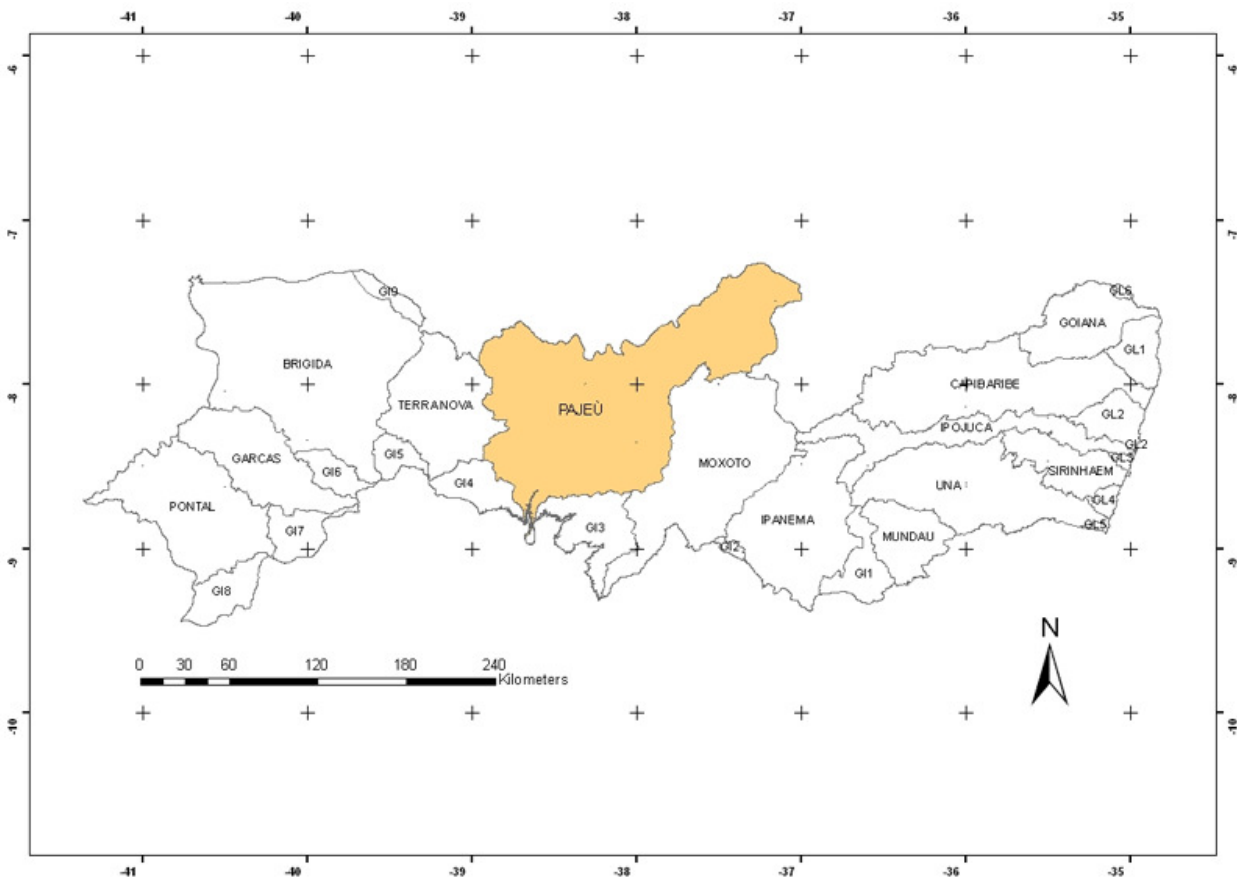 -41 -40 -39 -38 -37 -36 -35
-6 -6
-7 -7
GI9
GL6
GOIANA
GL1
BRIGIDA
-8 -8
CAPIBARIBE
TERRANOVA
PAJEÙ
GL2
IPOJUCA
GL2
GI5
GL3
GARCAS
MOXOTO
GI6
SIRINHAEM
GI4
UNA
GL4
PONTAL
IPANEMA
GI3
GL5
GI7
MUNDAU
GI2
-9 -9
GI1
GI8
N
0 30 60 120 180 240
Kilometers
-10 -10
-41 -40 -39 -38 -37 -36 -35